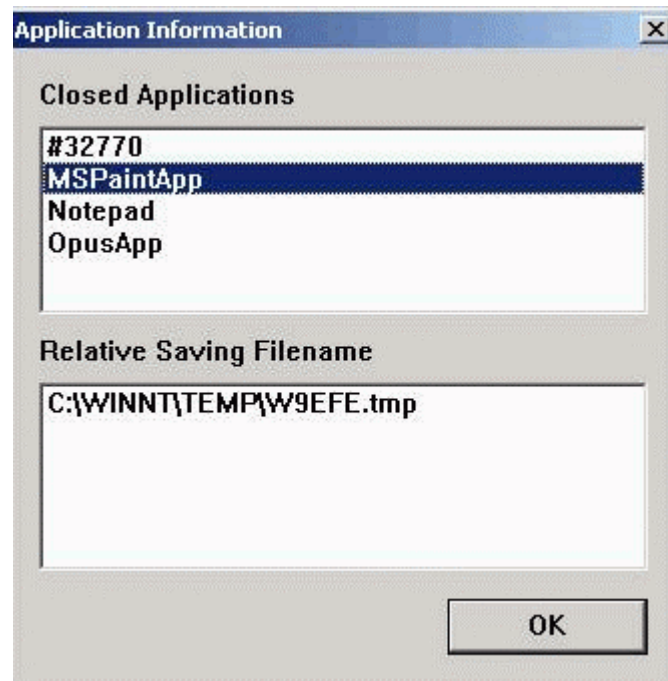 Application Information
Closed Applications
#32770
MSPaintApp
Notepad
OpusApp
Relative Saving Filename
C:\WINNT\TEMP\W9EFE.tmp
OK